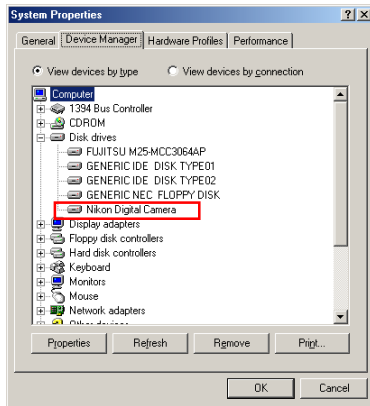 System Properties
General Device Manager Hardware Profiles Performance
View devices by type View devices by connection
Computer
1394 Bus Controller
CDROM
Disk drives
FUJITSU M25-MCC3064AP
GENERIC IDE DISK TYPE01
GENERIC IDE DISK TYPE02
GENERIC NEC FLOPPY DISK
Nikon Digital Camera
Display adapters
Floppy disk controllers
Hard disk controllers
Keyboard
Monitors
Mouse
Network adapters
Properties Refresh Remove Print...
OK Cancel